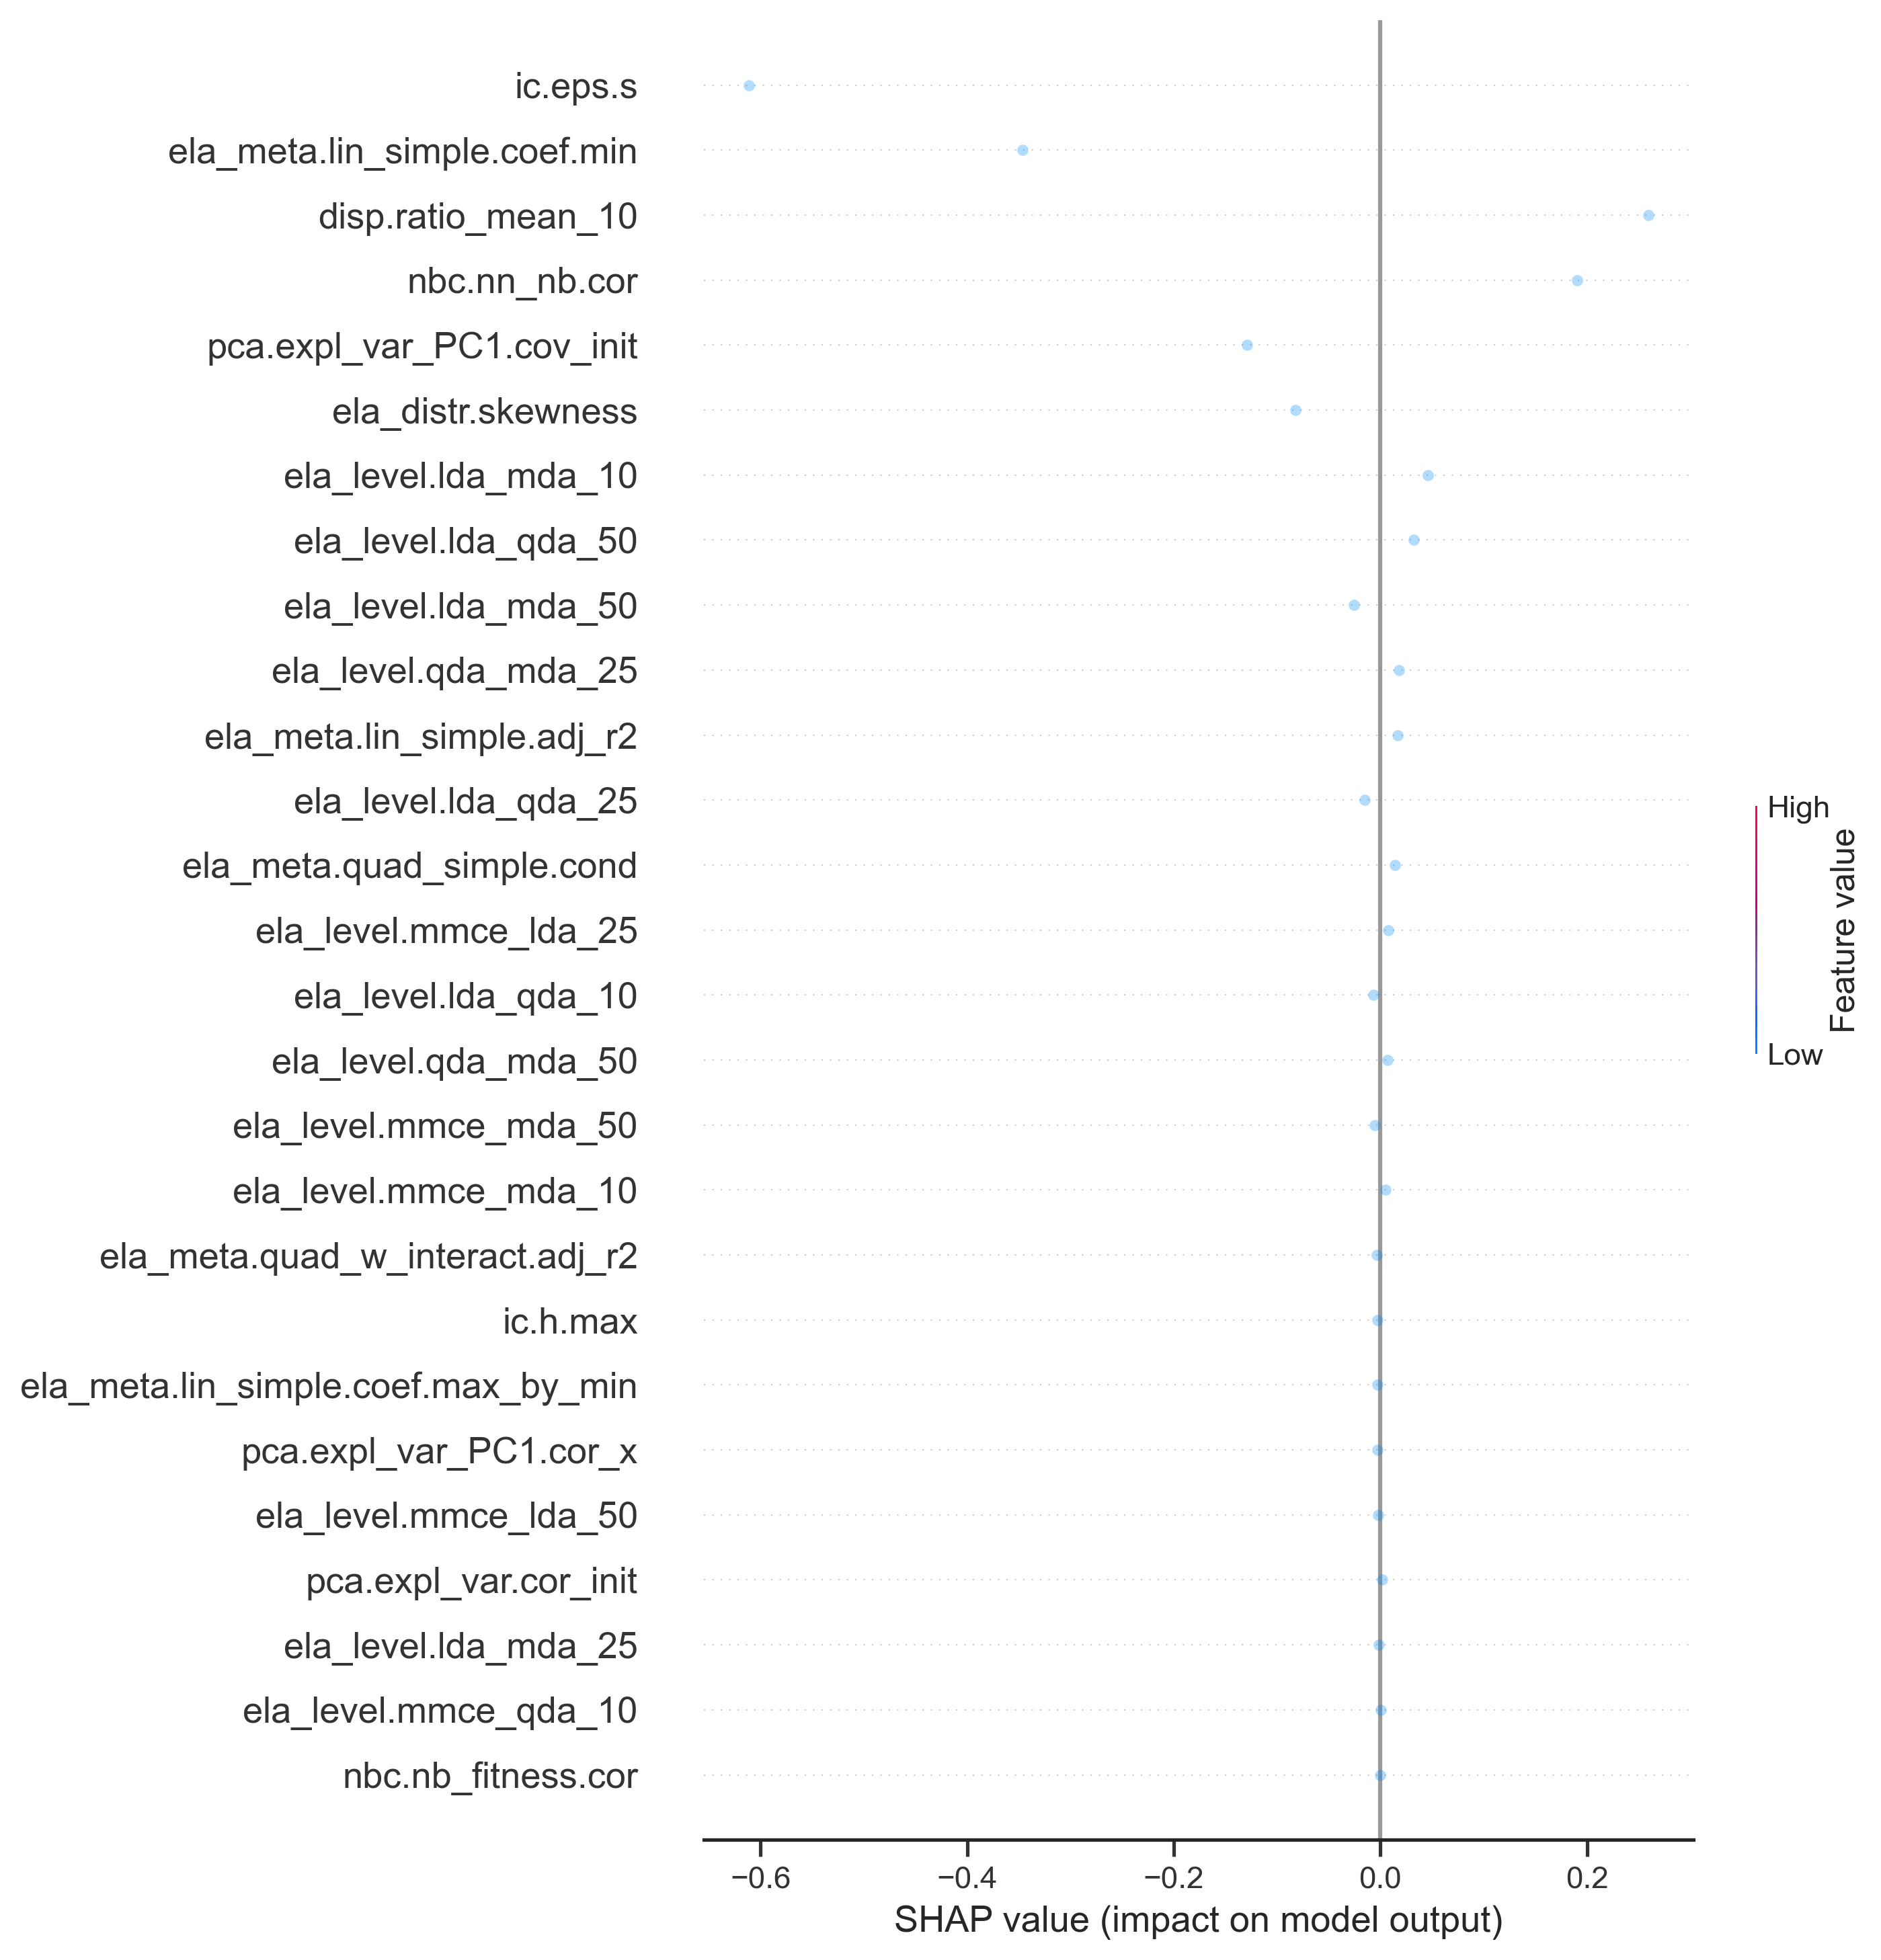 ic.eps.s
ela_meta.lin_simple.coef.min
disp.ratio_mean_10
nbc.nn_nb.cor
pca.expl_var_PC1.cov_init
ela_distr.skewness
ela_level.lda_mda_10
ela_level.lda_qda_50
ela_level.lda_mda_50
ela_level.qda_mda_25
ela_meta.lin_simple.adj_r2
ela_level.lda_qda_25
ela_meta.quad_simple.cond
ela_level.mmce_lda_25
ela_level.lda_qda_10
ela_level.qda_mda_50
ela_level.mmce_mda_50
ela_level.mmce_mda_10
ela_meta.quad_w_interact.adj_r2
ic.h.max
ela_meta.lin_simple.coef.max_by_min
pca.expl_var_PC1.cor_x
ela_level.mmce_lda_50
pca.expl_var.cor_init
ela_level.lda_mda_25
ela_level.mmce_qda_10
nbc.nb_fitness.cor
−0.6 −0.4 −0.2 0.0 0.2
SHAP value (impact on model output)
High
Feature value
Low